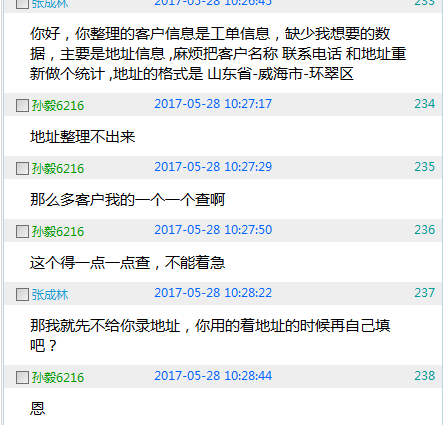 张成林 2017-05-28 10:26:45 233
你好，你整理的客户信息是工单信息，缺少我想要的数
据，主要是地址信息 ,麻烦把客户名称 联系电话 和地址重
新做个统计 ,地址的格式是 山东省-威海市-环翠区
孙毅6216 2017-05-28 10:27:17 234
地址整理不出来
孙毅6216 2017-05-28 10:27:29 235
那么多客户我的一个一个查啊
孙毅6216 2017-05-28 10:27:50 236
这个得一点一点查，不能着急
张成林 2017-05-28 10:28:22 237
那我就先不给你录地址，你用的着地址的时候再自己填
吧？
孙毅6216 2017-05-28 10:28:44 238
恩